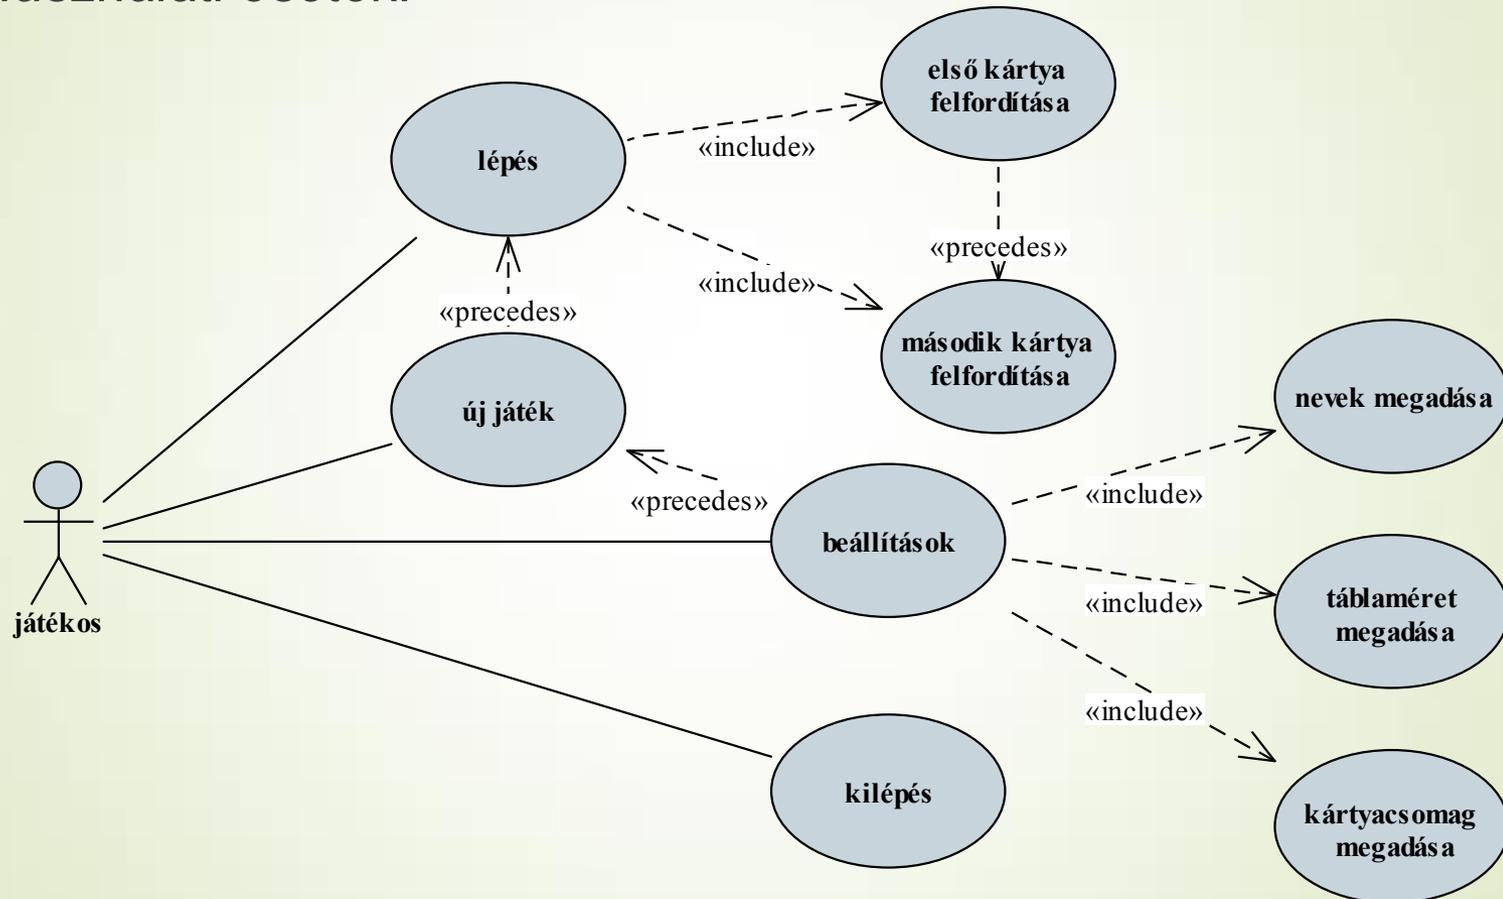 első kártya
felfordítása
lépés
«include»
«precedes»
«include»
«precedes»
második kártya
felfordítása
új játék
nevek megadása
«precedes»
«include»
beállítások
«include»
táblaméret
megadása
játékos
«include»
kilépés
kártyacsomag
megadása